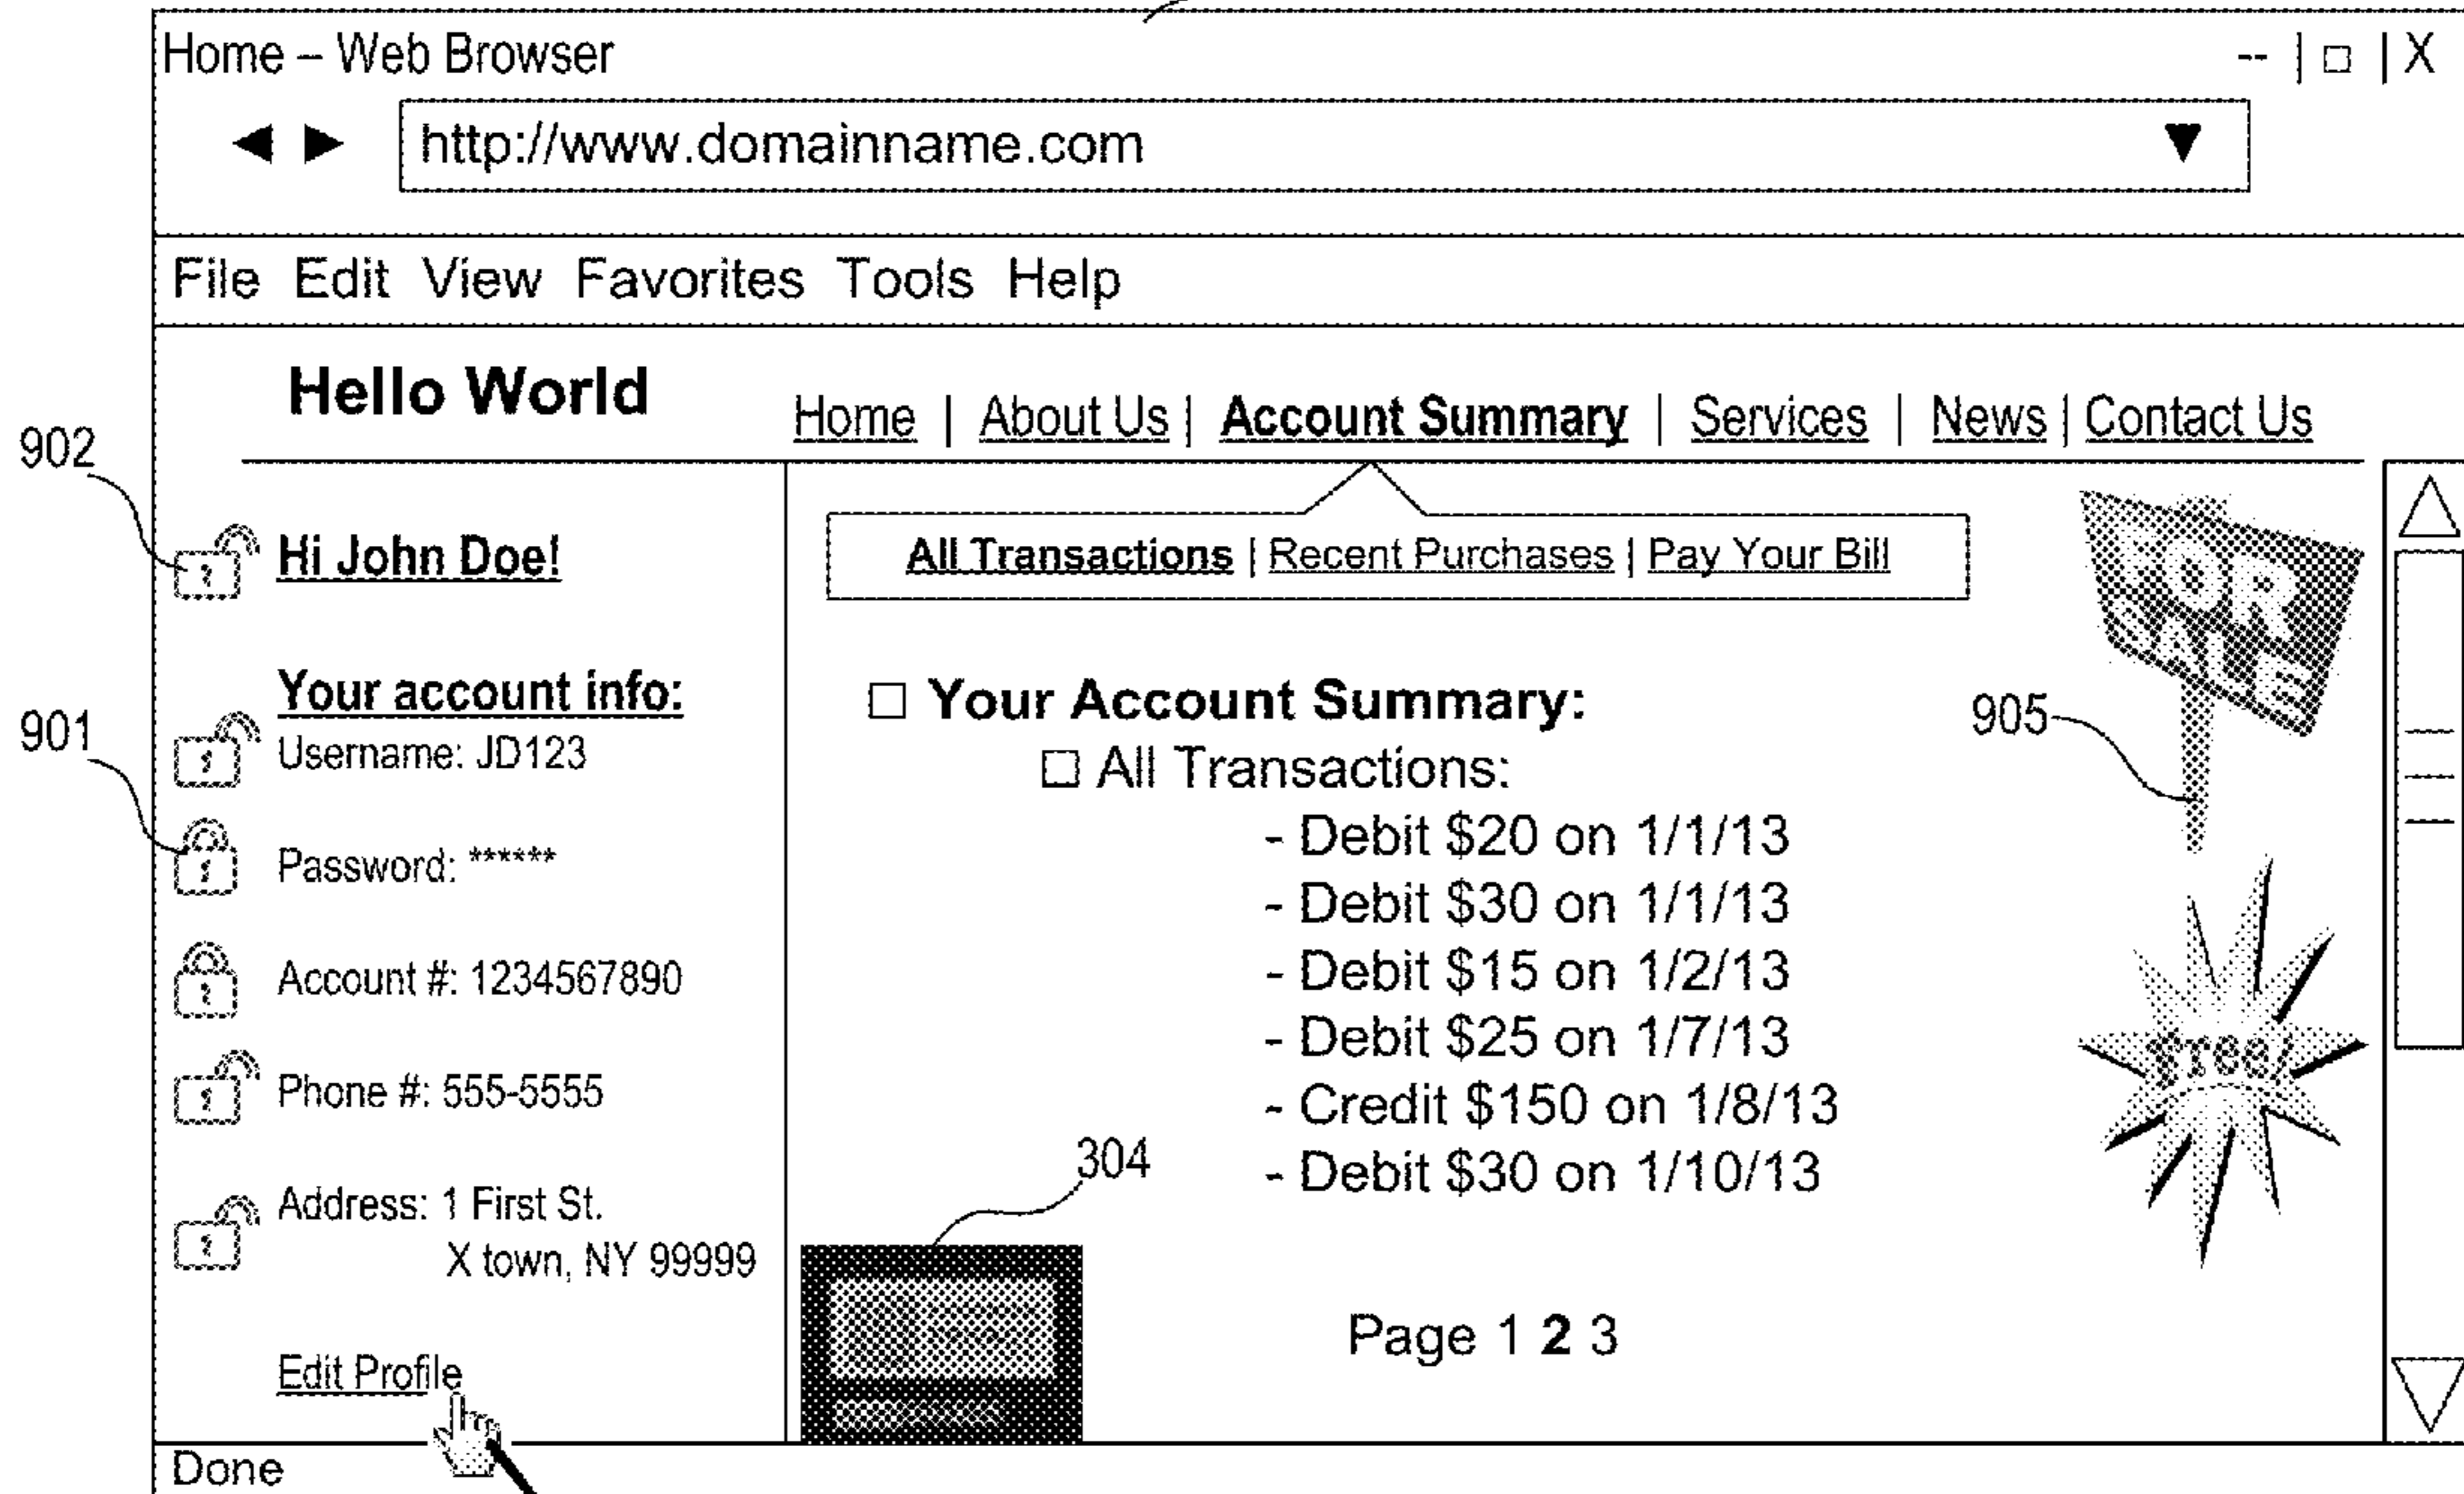 Home – Web Browser -- | □ | X
http://www.domainname.com
File Edit View Favorites Tools Help
Hello World
Home | About Us | Account Summary | Services | News | Contact Us
902
Hi John Doe!
All Transactions | Recent Purchases | Pay Your Bill
FOR
SALE
Your account info:
901
Username: JD123
Password: ******
Account #: 1234567890
Phone #: 555-5555
Address: 1 First St.
X town, NY 99999
Edit Profile
Your Account Summary:
905
All Transactions:
- Debit $20 on 1/1/13
- Debit $30 on 1/1/13
- Debit $15 on 1/2/13
- Debit $25 on 1/7/13
- Credit $150 on 1/8/13
- Debit $30 on 1/10/13
free!
304
Page 1 2 3
Done